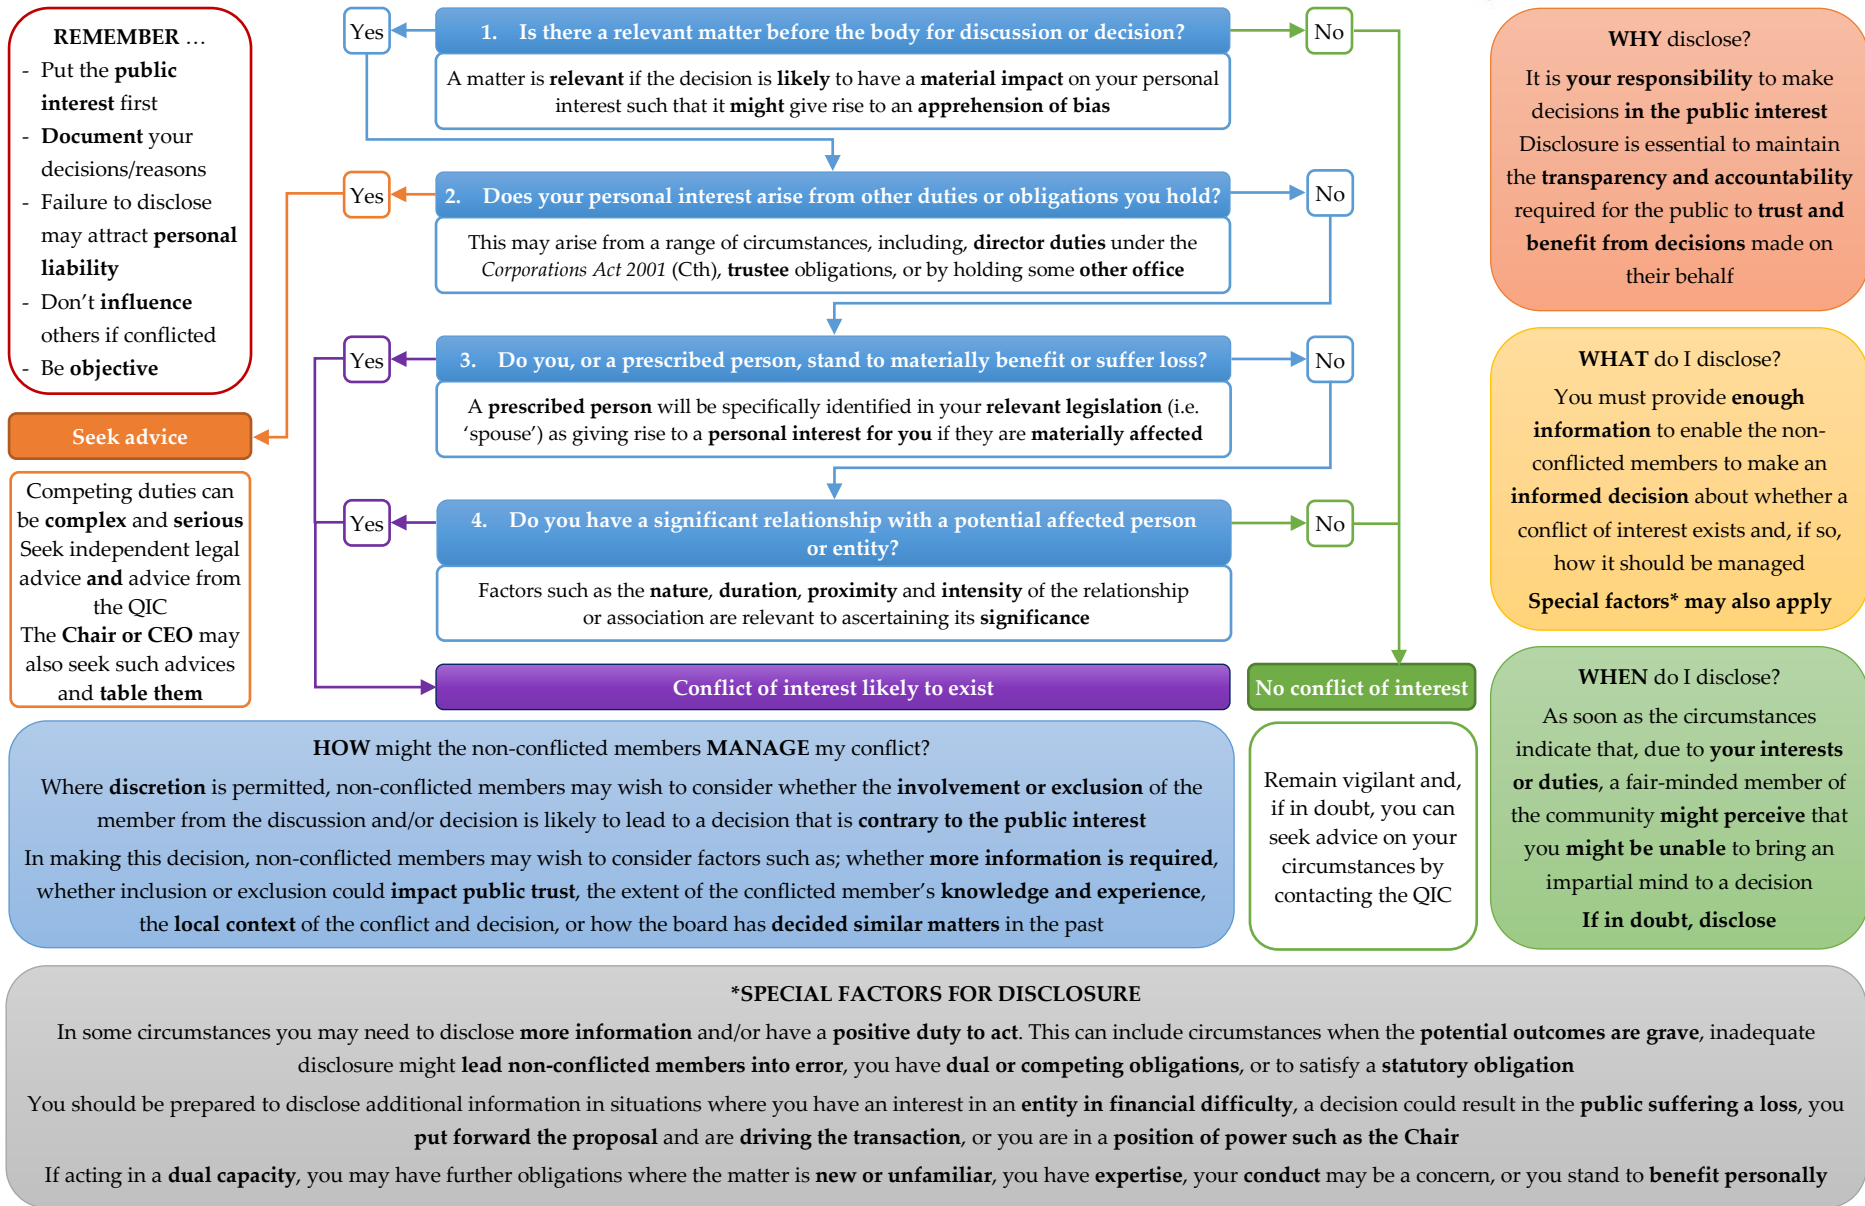 REMEMBER …
- Put the public
interest first
- Document your
decisions/reasons
- Failure to disclose
may attract personal
liability
- Don’t influence
others if conflicted
- Be objective
Seek advice
Competing duties can
be complex and serious
Seek independent legal
advice and advice from
the QIC
The Chair or CEO may
also seek such advices
and table them
Yes
1. Is there a relevant matter before the body for discussion or decision?
No
A matter is relevant if the decision is likely to have a material impact on your personal
interest such that it might give rise to an apprehension of bias
Yes
2. Does your personal interest arise from other duties or obligations you hold?
No
This may arise from a range of circumstances, including, director duties under the
Corporations Act 2001 (Cth), trustee obligations, or by holding some other office
Yes
3. Do you, or a prescribed person, stand to materially benefit or suffer loss?
No
A prescribed person will be specifically identified in your relevant legislation (i.e.
‘spouse’) as giving rise to a personal interest for you if they are materially affected
Yes
4. Do you have a significant relationship with a potential affected person
or entity?
No
Factors such as the nature, duration, proximity and intensity of the relationship
or association are relevant to ascertaining its significance
Conflict of interest likely to exist
No conflict of interest
Remain vigilant and,
if in doubt, you can
seek advice on your
circumstances by
contacting the QIC
WHY disclose?
It is your responsibility to make
decisions in the public interest
Disclosure is essential to maintain
the transparency and accountability
required for the public to trust and
benefit from decisions made on
their behalf
WHAT do I disclose?
You must provide enough
information to enable the non-
conflicted members to make an
informed decision about whether a
conflict of interest exists and, if so,
how it should be managed
Special factors* may also apply
WHEN do I disclose?
As soon as the circumstances
indicate that, due to your interests
or duties, a fair-minded member of
the community might perceive that
you might be unable to bring an
impartial mind to a decision
If in doubt, disclose
HOW might the non-conflicted members MANAGE my conflict?
Where discretion is permitted, non-conflicted members may wish to consider whether the involvement or exclusion of the
member from the discussion and/or decision is likely to lead to a decision that is contrary to the public interest
In making this decision, non-conflicted members may wish to consider factors such as; whether more information is required,
whether inclusion or exclusion could impact public trust, the extent of the conflicted member’s knowledge and experience,
the local context of the conflict and decision, or how the board has decided similar matters in the past
*SPECIAL FACTORS FOR DISCLOSURE
In some circumstances you may need to disclose more information and/or have a positive duty to act. This can include circumstances when the potential outcomes are grave, inadequate
disclosure might lead non-conflicted members into error, you have dual or competing obligations, or to satisfy a statutory obligation
You should be prepared to disclose additional information in situations where you have an interest in an entity in financial difficulty, a decision could result in the public suffering a loss, you
put forward the proposal and are driving the transaction, or you are in a position of power such as the Chair
If acting in a dual capacity, you may have further obligations where the matter is new or unfamiliar, you have expertise, your conduct may be a concern, or you stand to benefit personally